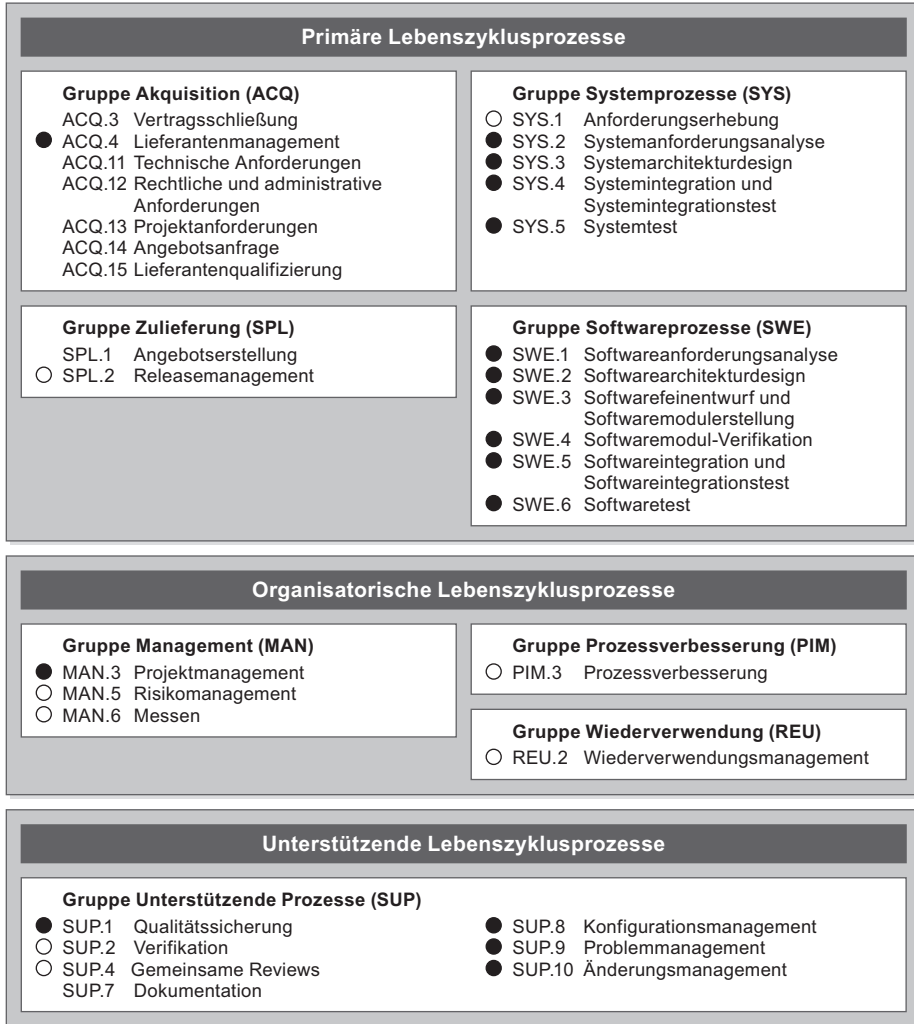 Primäre Lebenszyklusprozesse
Gruppe Akquisition (ACQ)
ACQ.3 Vertragsschließung
ACQ.4 Lieferantenmanagement
ACQ.11 Technische Anforderungen
ACQ.12 Rechtliche und administrative
Anforderungen
ACQ.13 Projektanforderungen
ACQ.14 Angebotsanfrage
ACQ.15 Lieferantenqualifizierung
Gruppe Systemprozesse (SYS)
SYS.1 Anforderungserhebung
SYS.2 Systemanforderungsanalyse
SYS.3 Systemarchitekturdesign
SYS.4 Systemintegration und
Systemintegrationstest
SYS.5 Systemtest
Gruppe Zulieferung (SPL)
SPL.1 Angebotserstellung
SPL.2 Releasemanagement
Gruppe Softwareprozesse (SWE)
SWE.1 Softwareanforderungsanalyse
SWE.2 Softwarearchitekturdesign
SWE.3 Softwarefeinentwurf und
Softwaremodulerstellung
SWE.4 Softwaremodul-Verifikation
SWE.5 Softwareintegration und
Softwareintegrationstest
SWE.6 Softwaretest
Organisatorische Lebenszyklusprozesse
Gruppe Management (MAN)
MAN.3 Projektmanagement
MAN.5 Risikomanagement
MAN.6 Messen
Gruppe Prozessverbesserung (PIM)
PIM.3 Prozessverbesserung
Gruppe Wiederverwendung (REU)
REU.2 Wiederverwendungsmanagement
Unterstützende Lebenszyklusprozesse
Gruppe Unterstützende Prozesse (SUP)
SUP.1 Qualitätssicherung
SUP.2 Verifikation
SUP.4 Gemeinsame Reviews
SUP.7 Dokumentation
SUP.8 Konfigurationsmanagement
SUP.9 Problemmanagement
SUP.10 Änderungsmanagement